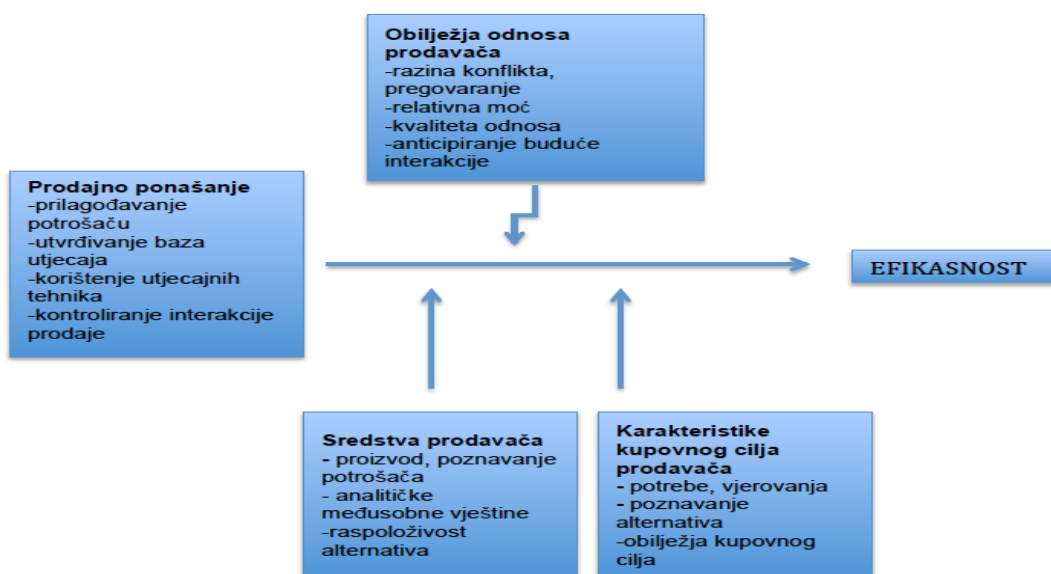 Obilježja odnosa
prodavača
-razina konflikta,
pregovaranje
-relativna moć
-kvaliteta odnosa
-anticipiranje buduće
interakcije
Prodajno ponašanje
-prilagođavanje
potrošaču
-utvrđivanje baza
utjecaja
-korištenje utjecajnih
tehnika
-kontroliranje interakcije
prodaje
EFIKASNOST
Sredstva prodavača
- proizvod, poznavanje
potrošača
- analitičke
međusobne vještine
-raspoloživost
alternativa
Karakteristike
kupovnog cilja
prodavača
- potrebe, vjerovanja
- poznavanje
alternativa
-obilježja kupovnog
cilja